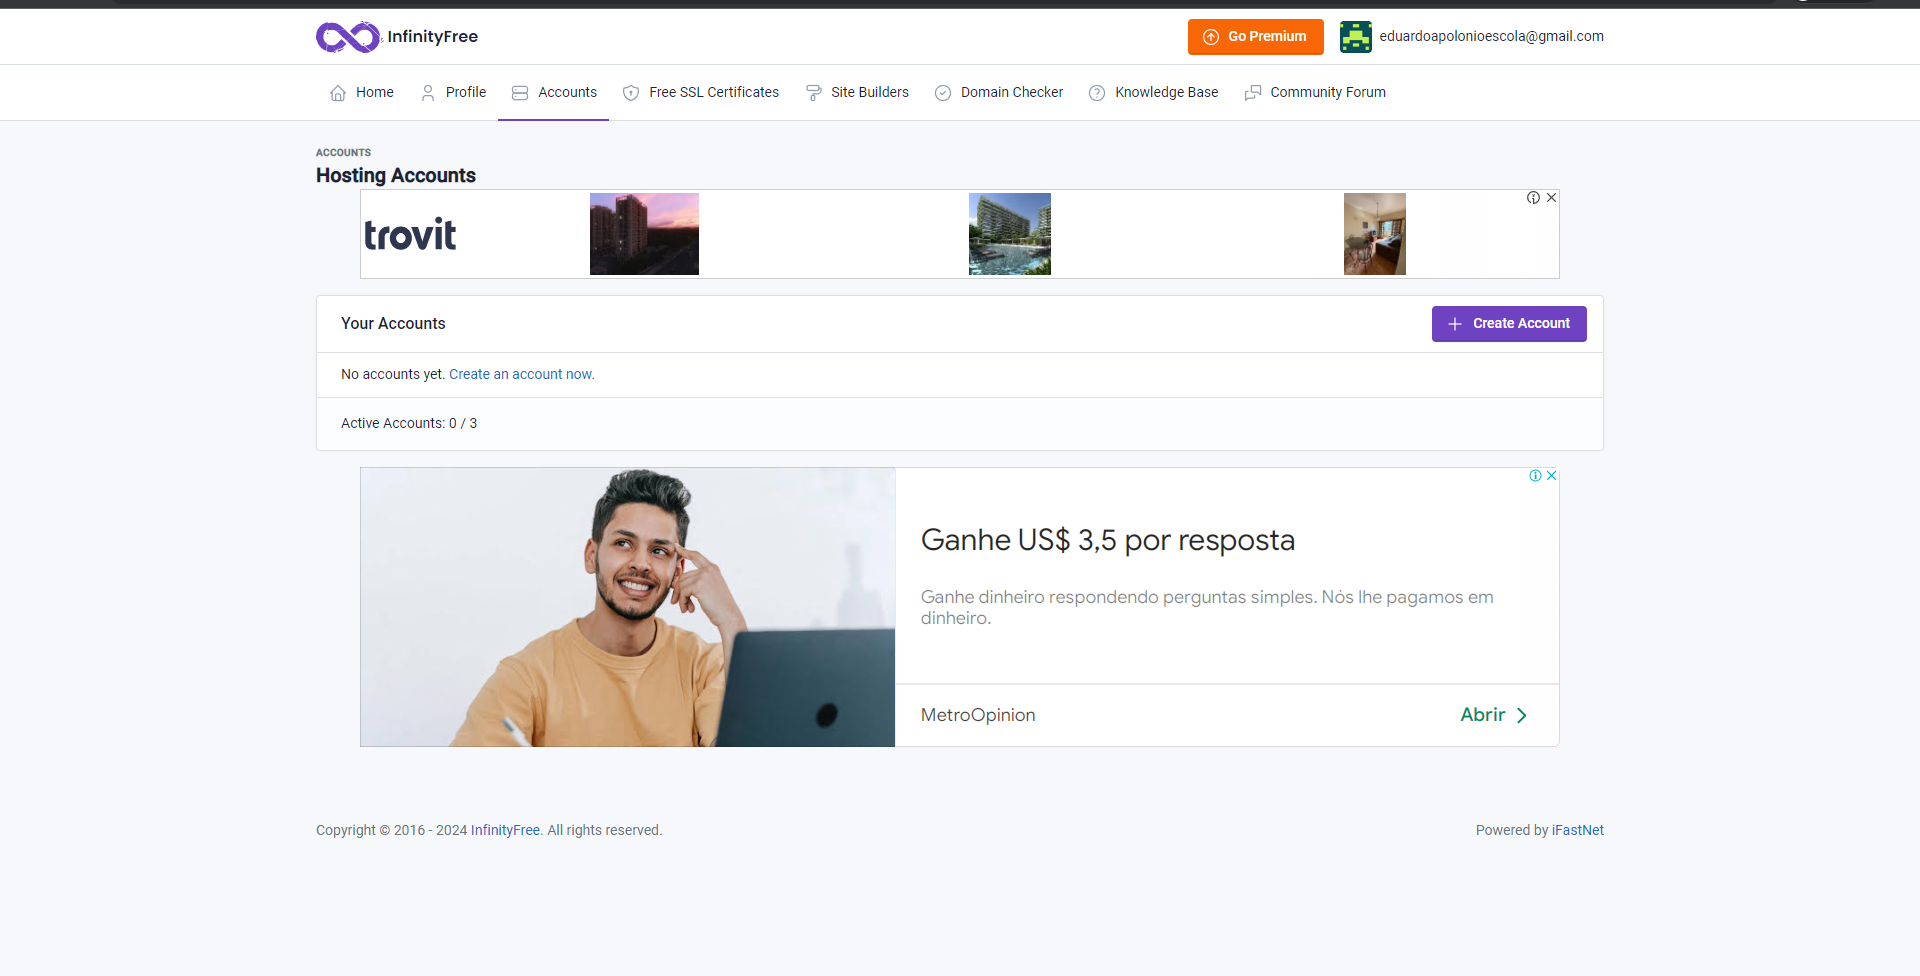 InfinityFree
Go Premium
eduardoapolonioescola@gmail.com
Home
Profile
Accounts
Free SSL Certificates
Site Builders
Domain Checker
Knowledge Base
Community Forum
ACCOUNTS
Hosting Accounts
trovit
Your Accounts
Create Account
No accounts yet. Create an account now.
Active Accounts: 0 / 3
Ganhe US$ 3,5 por resposta
Ganhe dinheiro respondendo perguntas simples. Nós lhe pagamos em
dinheiro.
MetroOpinion
Abrir
Copyright © 2016 - 2024 InfinityFree. All rights reserved.
Powered by iFastNet